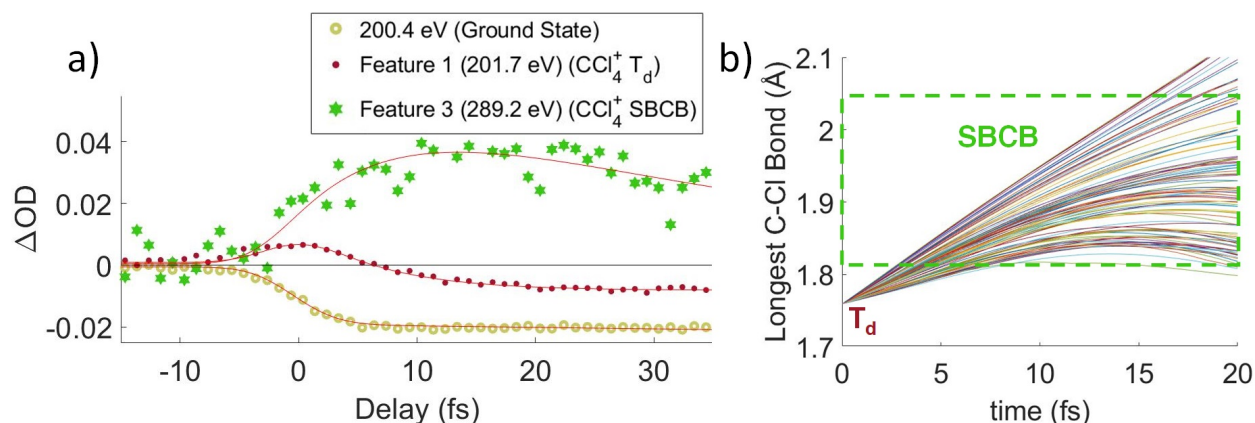 a)
200.4 eV (Ground State)
Feature 1 (201.7 eV) (CCl₄⁺ T_d)
Feature 3 (289.2 eV) (CCl₄⁺ SBCB)
0.04
0.02
0
-0.02
ΔOD
-10
0
10
20
30
Delay (fs)
b)
2.1
2
1.9
1.8
1.7
Longest C-Cl Bond (Å)
SBCB
T_d
0
5
10
15
20
time (fs)